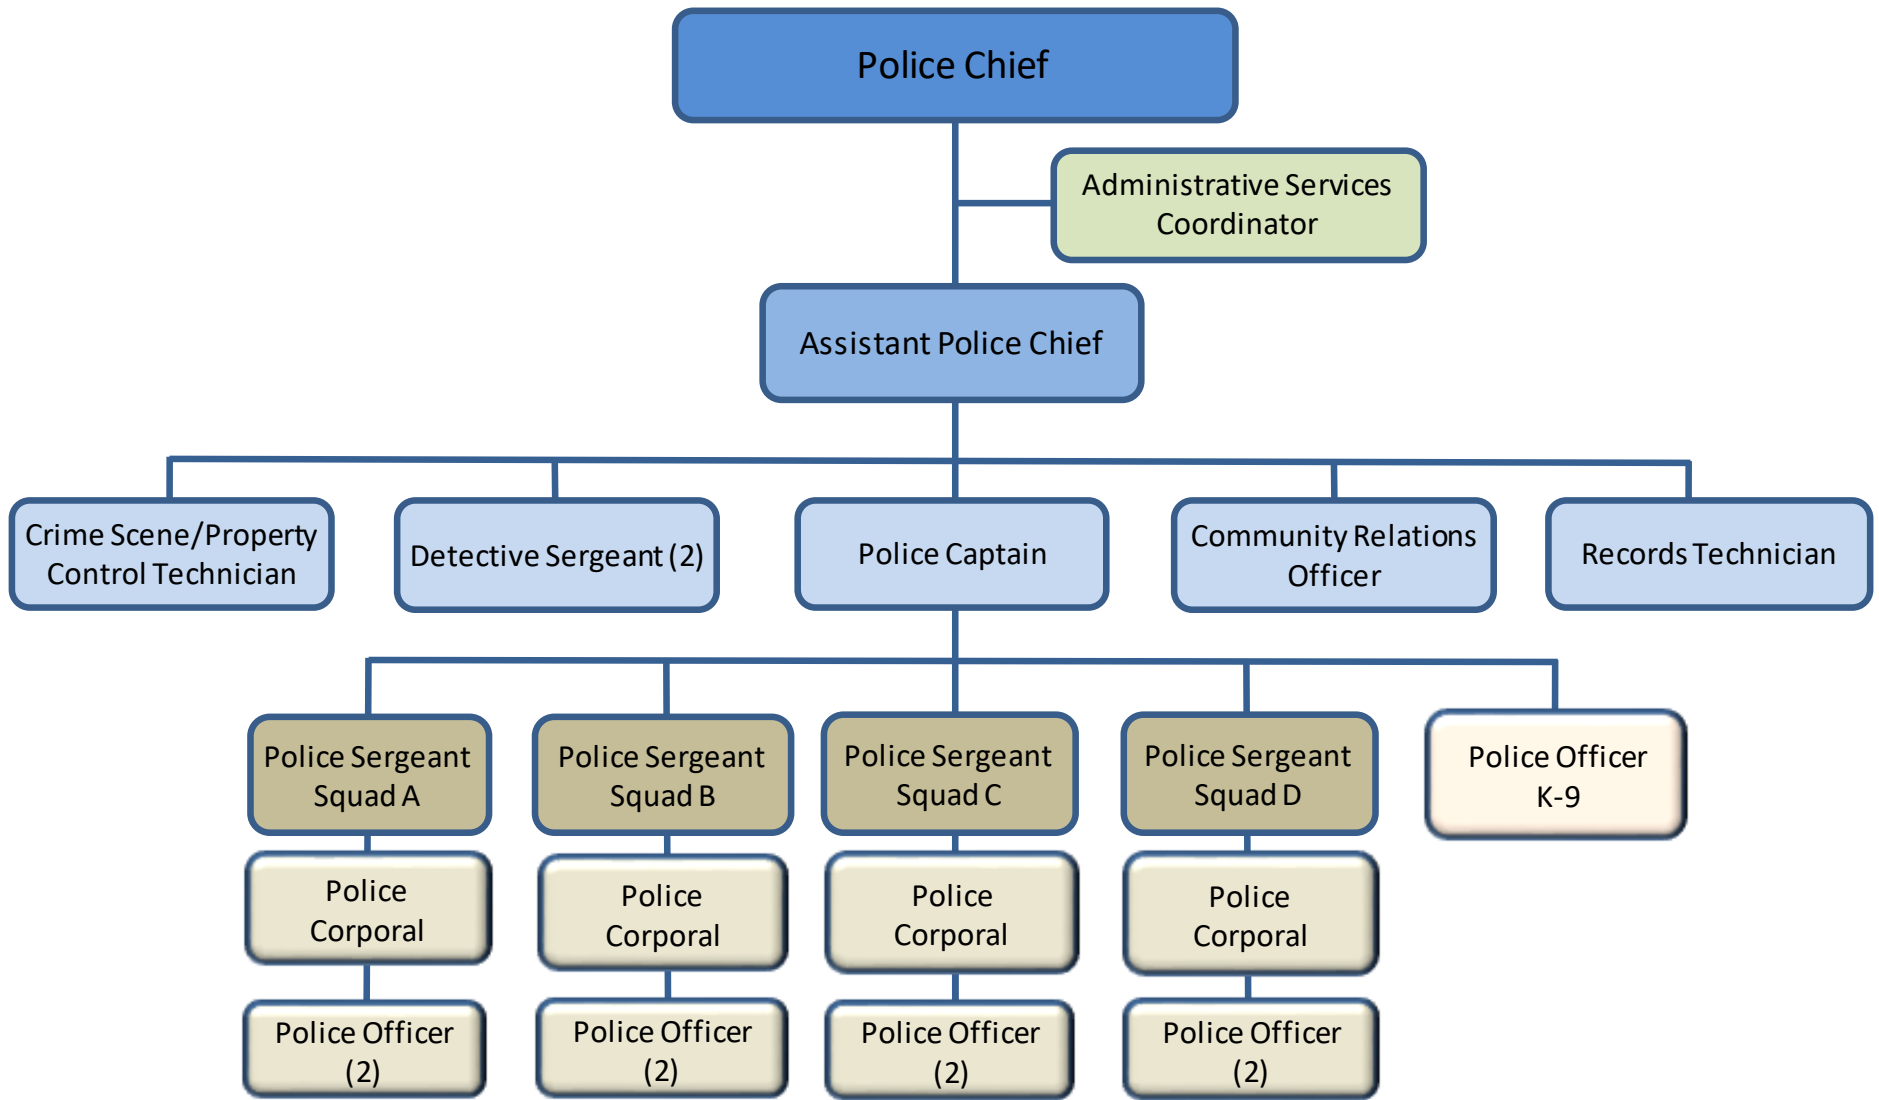 Police Chief
Administrative Services
Coordinator
Assistant Police Chief
Crime Scene/Property
Control Technician
Detective Sergeant (2)
Police Captain
Community Relations
Officer
Records Technician
Police Sergeant
Squad A
Police Sergeant
Squad B
Police Sergeant
Squad C
Police Sergeant
Squad D
Police Officer
K-9
Police
Corporal
Police
Corporal
Police
Corporal
Police
Corporal
Police Officer
(2)
Police Officer
(2)
Police Officer
(2)
Police Officer
(2)